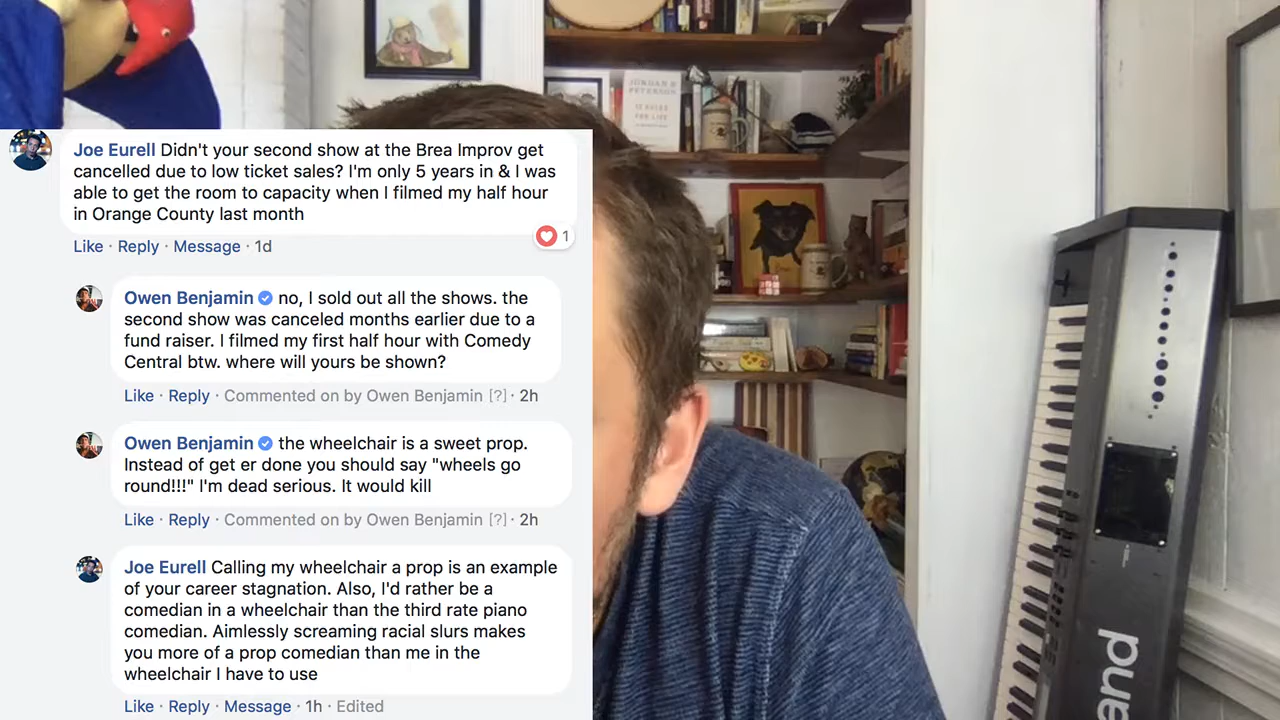 Joe Eurell Didn't your second show at the Brea Improv get
cancelled due to low ticket sales? I'm only 5 years in & I was
able to get the room to capacity when I filmed my half hour
in Orange County last month
1
Like · Reply · Message · 1d
Owen Benjamin no, I sold out all the shows. the
second show was canceled months earlier due to a
fund raiser. I filmed my first half hour with Comedy
Central btw. where will yours be shown?
Like · Reply · Commented on by Owen Benjamin [?] · 2h
Owen Benjamin the wheelchair is a sweet prop.
Instead of get er done you should say "wheels go
round!!!" I'm dead serious. It would kill
Like · Reply · Commented on by Owen Benjamin [?] · 2h
Joe Eurell Calling my wheelchair a prop is an example
of your career stagnation. Also, I'd rather be a
comedian in a wheelchair than the third rate piano
comedian. Aimlessly screaming racial slurs makes
you more of a prop comedian than me in the
wheelchair I have to use
Like · Reply · Message · 1h · Edited
JORDAN B
PETERSON
12 RULES
FOR LIFE
and